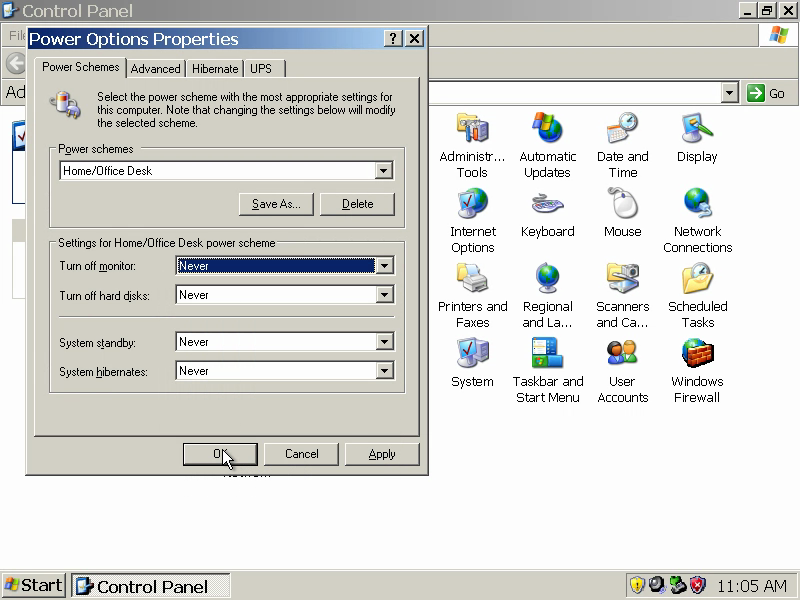 Control Panel
Power Options Properties
Power Schemes
Advanced
Hibernate
UPS
Select the power scheme with the most appropriate settings for
this computer. Note that changing the settings below will modify
the selected scheme.
Power schemes
Home/Office Desk
Save As...
Delete
Settings for Home/Office Desk power scheme
Turn off monitor:
Never
Turn off hard disks:
Never
System standby:
Never
System hibernates:
Never
OK
Cancel
Apply
Go
Administr...
Tools
Automatic
Updates
Date and
Time
Display
Internet
Options
Keyboard
Mouse
Network
Connections
Printers and
Faxes
Regional
and La...
Scanners
and Ca...
Scheduled
Tasks
System
Taskbar and
Start Menu
User
Accounts
Windows
Firewall
Start
Control Panel
11:05 AM